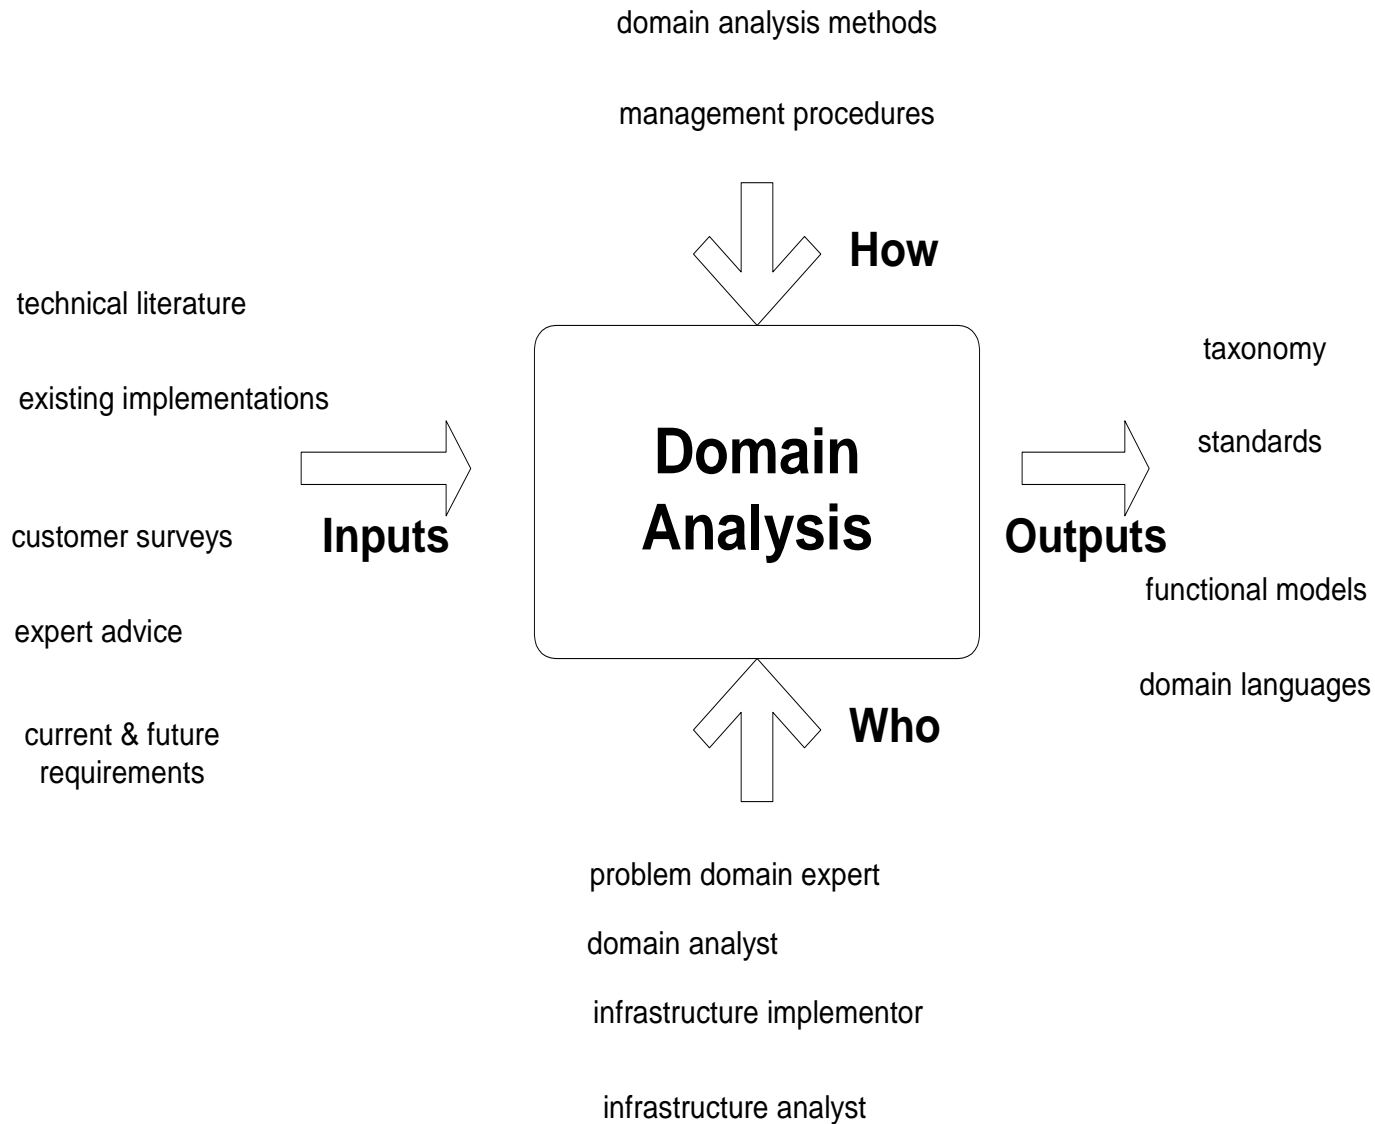 domain analysis methods
management procedures
How
technical literature
existing implementations
customer surveys
expert advice
current & future
requirements
Inputs
Domain
Analysis
Outputs
taxonomy
standards
functional models
domain languages
Who
problem domain expert
domain analyst
infrastructure implementor
infrastructure analyst